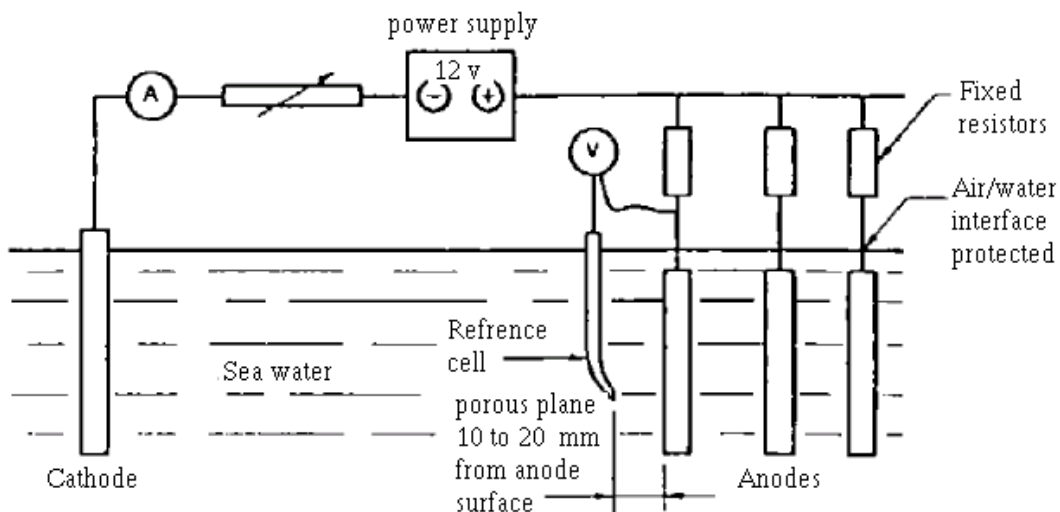 power supply
12 v
A
− +
Fixed
resistors
V
Air/water
interface
protected
Refrence
cell
Sea water
porous plane
10 to 20 mm
from anode
surface
Cathode
Anodes